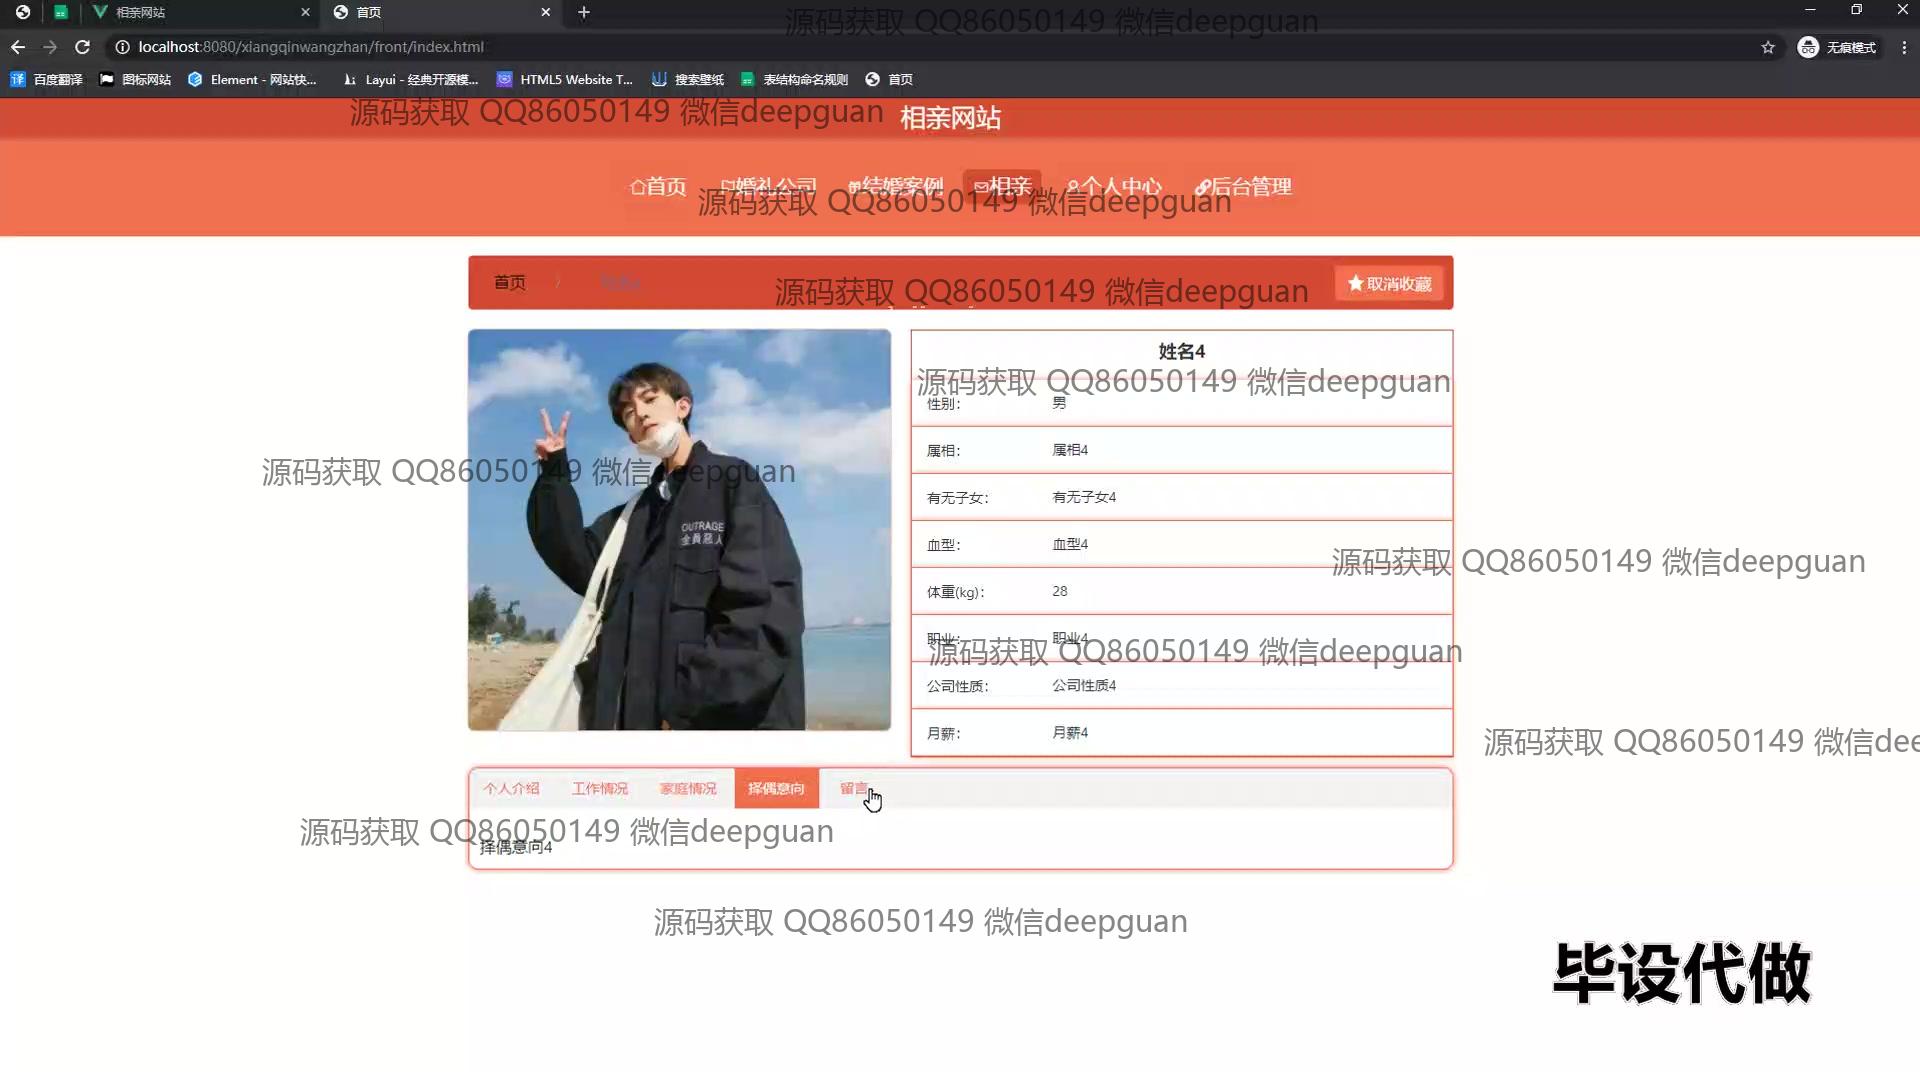 相亲网站
首页
localhost:8080/xiangqinwangzhan/front/index.html
无痕模式
百度翻译
图标网站
Element - 网站快...
Layui - 经典开源模...
HTML5 Website T...
搜索壁纸
表结构命名规则
首页
源码获取 QQ86050149 微信deepguan
源码获取 QQ86050149 微信deepguan
相亲网站
首页
婚礼公司
结婚案例
相亲
个人中心
后台管理
源码获取 QQ86050149 微信deepguan
首页
源码获取 QQ86050149 微信deepguan
取消收藏
姓名4
源码获取 QQ86050149 微信deepguan
性别: 男
属相: 属相4
OUTRAGE
全員惡人
源码获取 QQ86050149 微信deepguan
有无子女: 有无子女4
血型: 血型4
源码获取 QQ86050149 微信deepguan
体重(kg): 28
职业: 职业4
源码获取 QQ86050149 微信deepguan
公司性质: 公司性质4
月薪: 月薪4
源码获取 QQ86050149 微信dee
个人介绍
工作情况
家庭情况
择偶意向
留言
源码获取 QQ86050149 微信deepguan
择偶意向4
源码获取 QQ86050149 微信deepguan
毕设代做